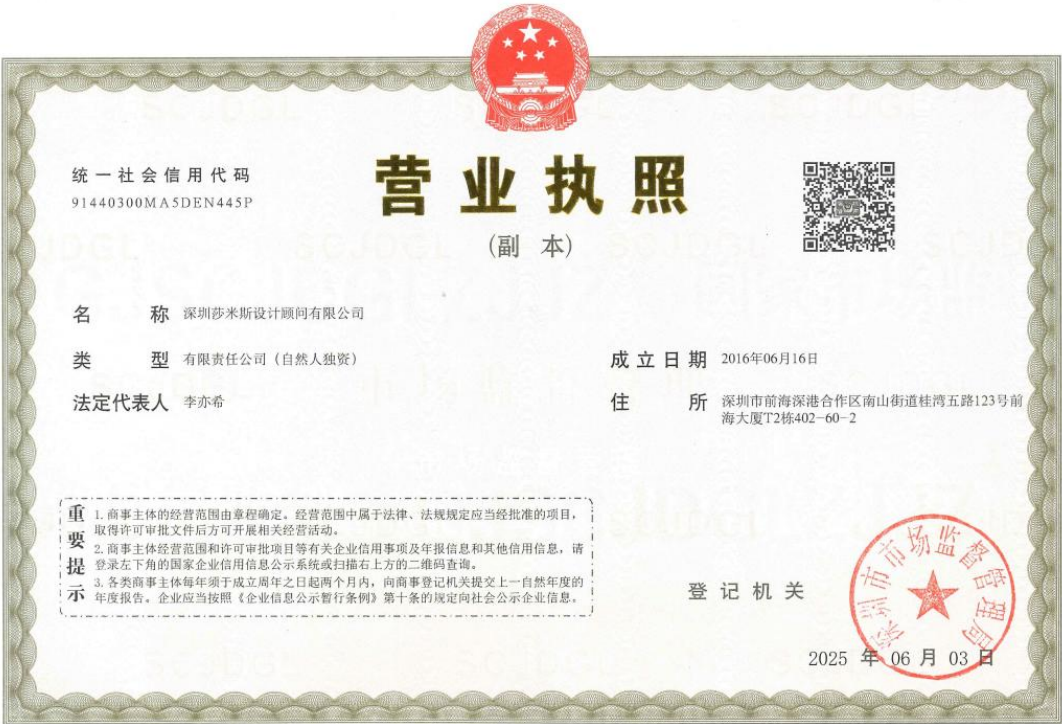 统一社会信用代码
91440300MA5DEN445P
营业执照
(副 本)
名 称 深圳莎米斯设计顾问有限公司
类 型 有限责任公司（自然人独资）
法定代表人 李亦希
成立日期 2016年06月16日
住 所 深圳市前海深港合作区南山街道桂湾五路123号前
海大厦T2栋402-60-2
重要提示
1. 商事主体的经营范围由章程确定。经营范围中属于法律、法规规定应当经批准的项目，
取得许可审批文件后方可开展相关经营活动。
2. 商事主体经营范围和许可审批项目等有关企业信用事项及年报信息和其他信用信息，请
登录左下角的国家企业信用信息公示系统或扫描右上方的二维码查询。
3. 各类商事主体每年须于成立周年之日起两个月内，向商事登记机关提交上一自然年度的
年度报告。企业应当按照《企业信息公示暂行条例》第十条的规定向社会公示企业信息。
登记机关
深圳市市场监督管理局
2025 年 06 月 03 日